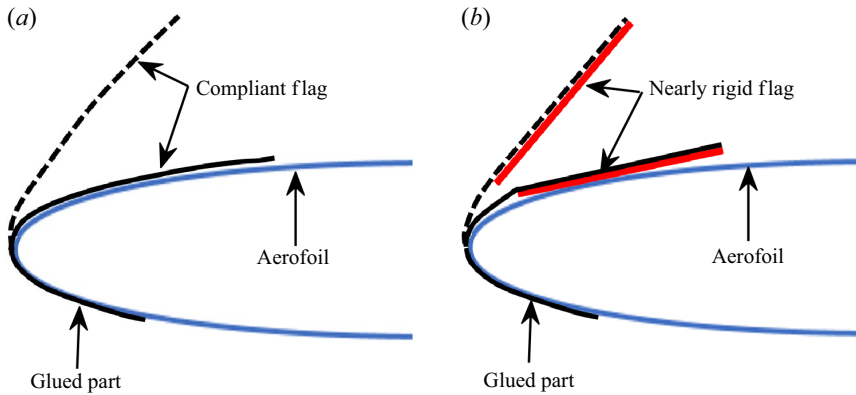 (a)
Compliant flag
Aerofoil
Glued part
(b)
Nearly rigid flag
Aerofoil
Glued part